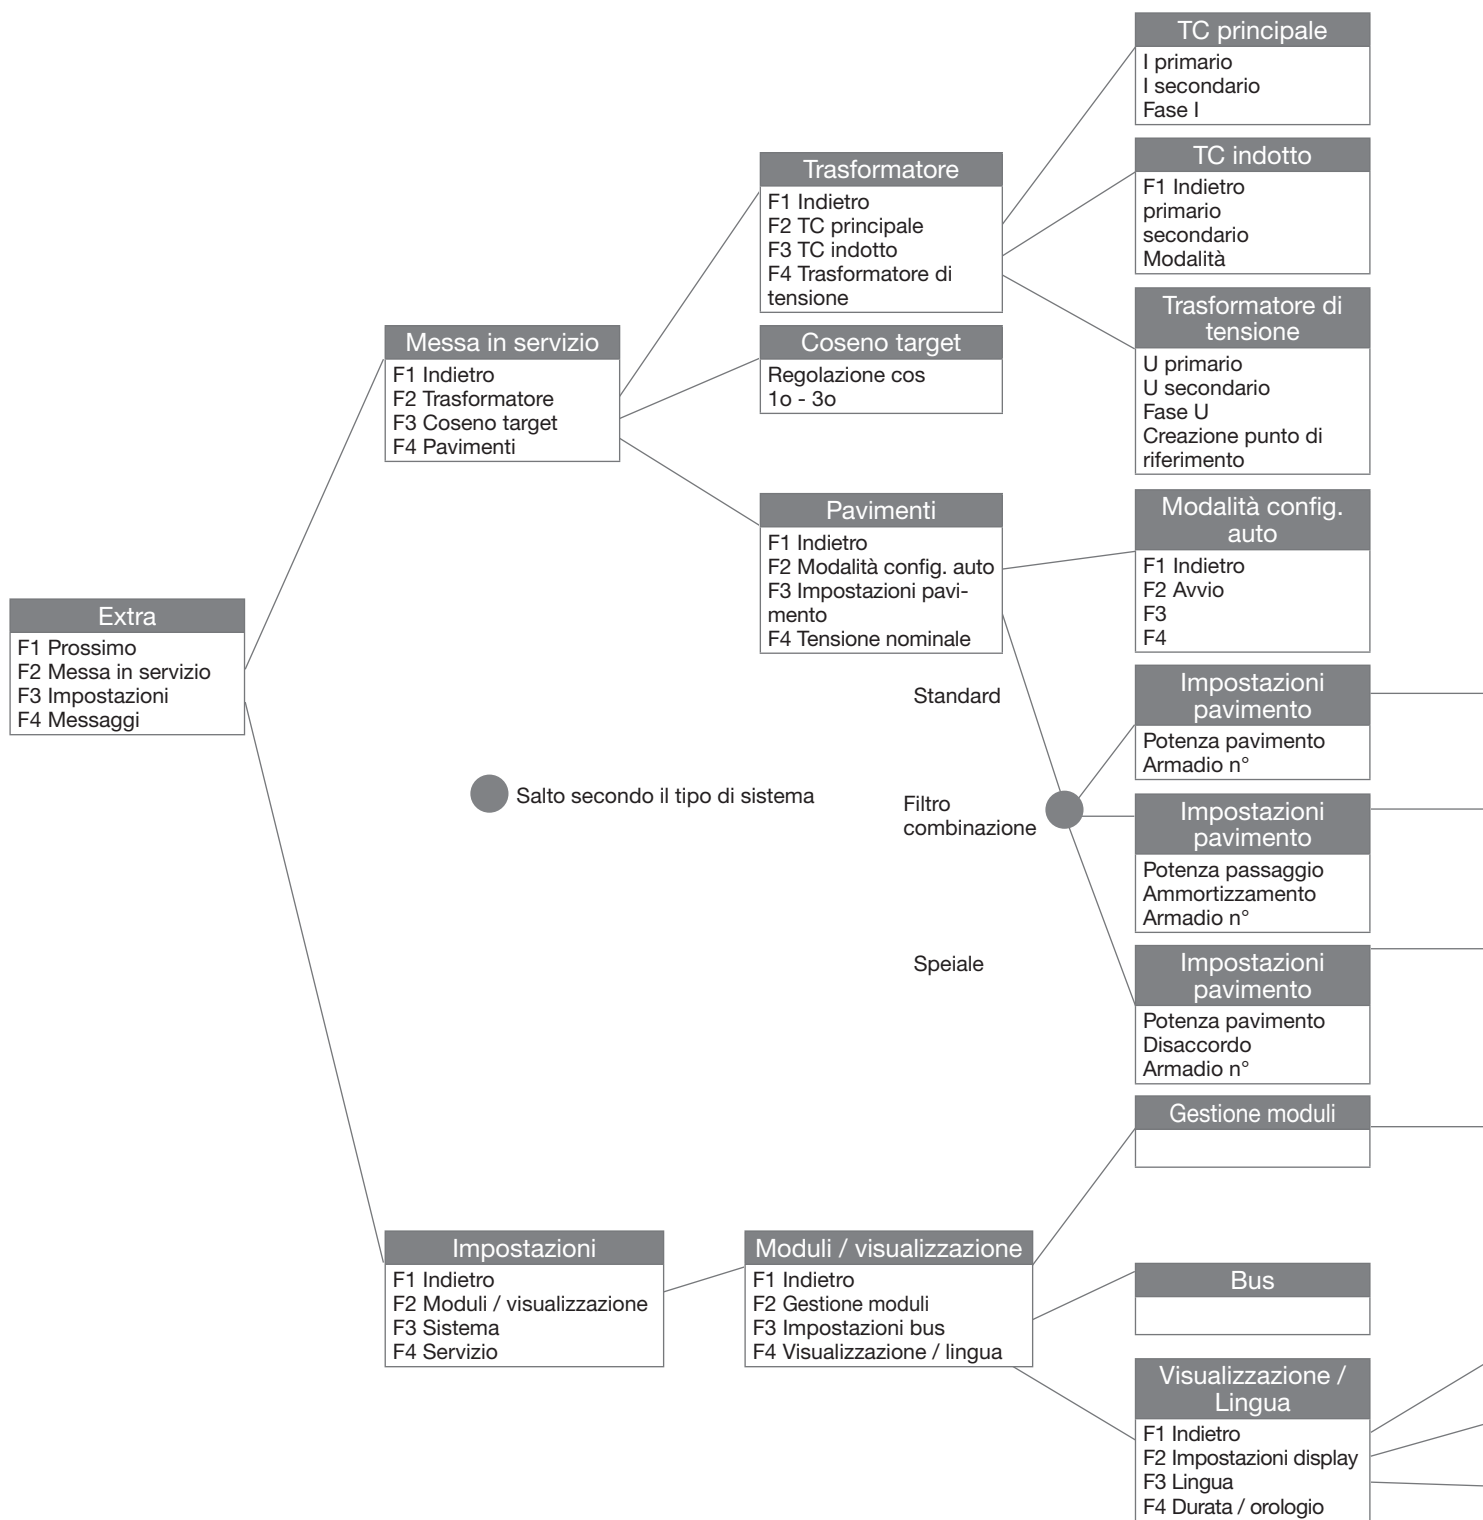 TC principale
I primario
I secondario
Fase I
TC indotto
F1 Indietro
primario
secondario
Modalità
Trasformatore di
tensione
U primario
U secondario
Fase U
Creazione punto di
riferimento
Trasformatore
F1 Indietro
F2 TC principale
F3 TC indotto
F4 Trasformatore di
tensione
Messa in servizio
F1 Indietro
F2 Trasformatore
F3 Coseno target
F4 Pavimenti
Coseno target
Regolazione cos
1o - 3o
Pavimenti
F1 Indietro
F2 Modalità config. auto
F3 Impostazioni pavi-
mento
F4 Tensione nominale
Modalità config.
auto
F1 Indietro
F2 Avvio
F3
F4
Extra
F1 Prossimo
F2 Messa in servizio
F3 Impostazioni
F4 Messaggi
Standard
Impostazioni
pavimento
Potenza pavimento
Armadio n°
Salto secondo il tipo di sistema
Filtro
combinazione
Impostazioni
pavimento
Potenza passaggio
Ammortizzamento
Armadio n°
Speiale
Impostazioni
pavimento
Potenza pavimento
Disaccordo
Armadio n°
Gestione moduli
Impostazioni
F1 Indietro
F2 Moduli / visualizzazione
F3 Sistema
F4 Servizio
Moduli / visualizzazione
F1 Indietro
F2 Gestione moduli
F3 Impostazioni bus
F4 Visualizzazione / lingua
Bus
Visualizzazione /
Lingua
F1 Indietro
F2 Impostazioni display
F3 Lingua
F4 Durata / orologio